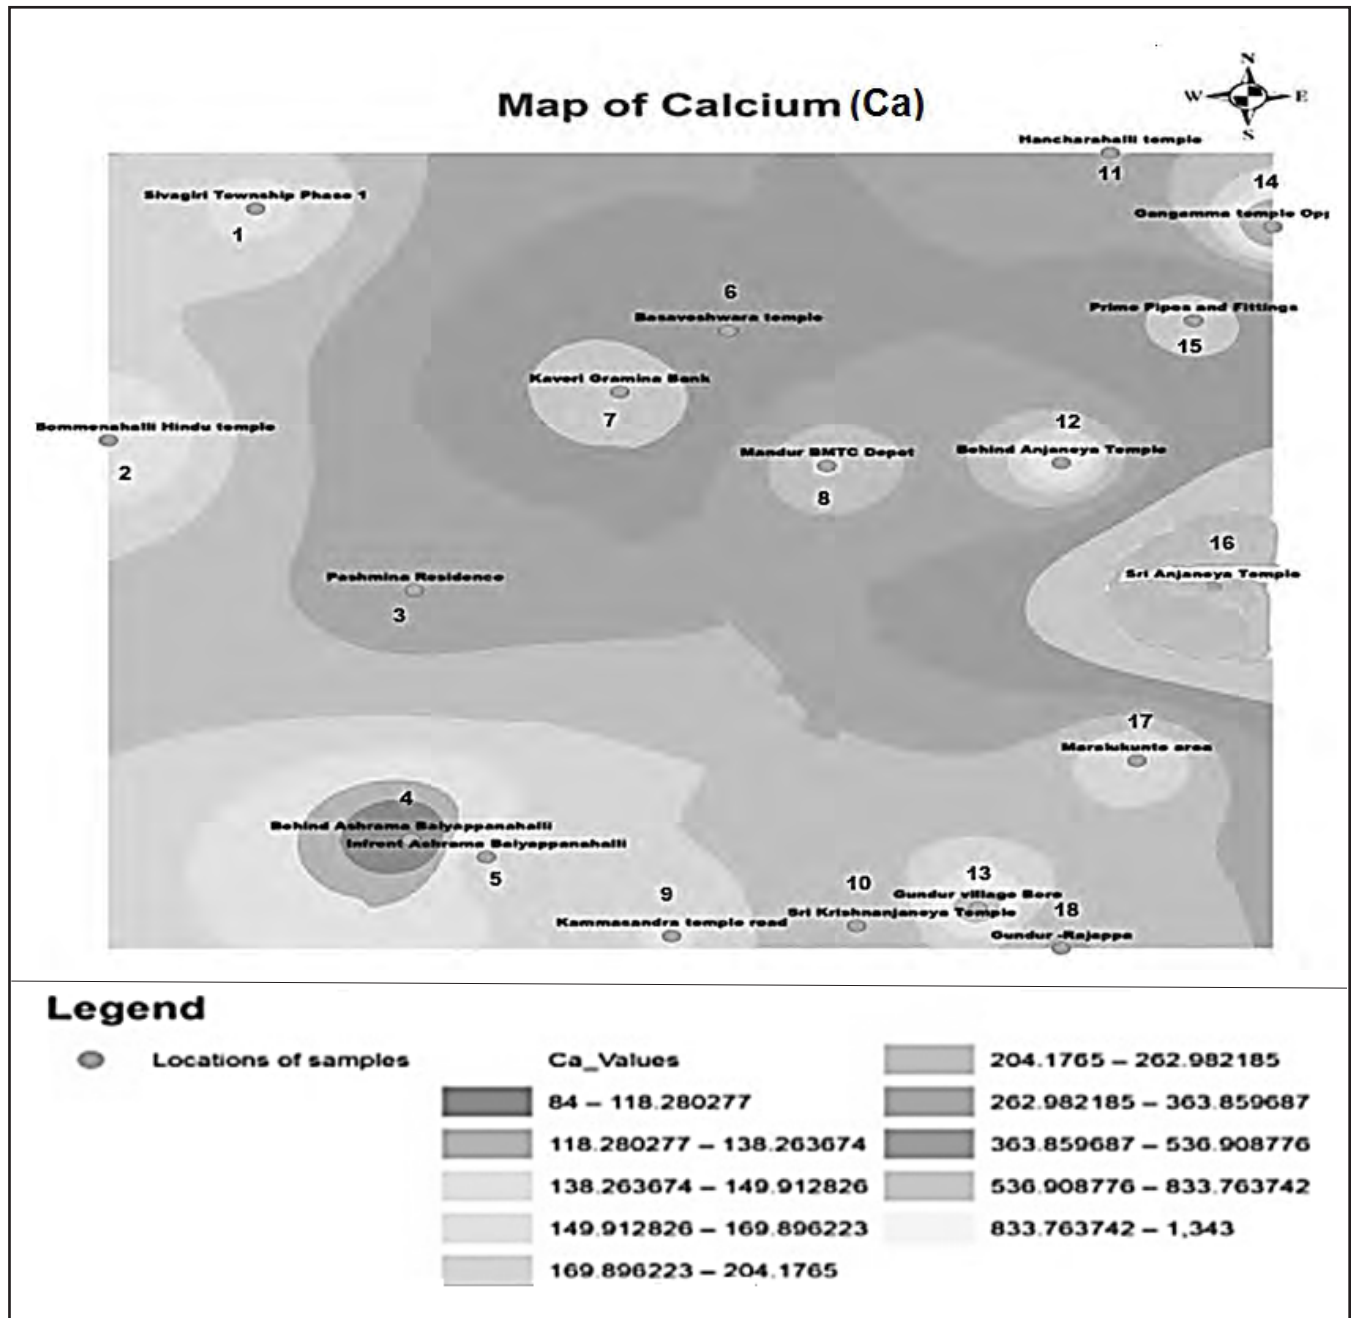 N
Map of Calcium (Ca)
W E
S
Hancharahalli temple
11
14
Sivagiri Township Phase 1
1
Gangamma temple Opp
6
Basaveshwara temple
Prime Pipes and Fittings
15
Kaveri Gramina Bank
7
12
Bommenahalli Hindu temple
2
Mandur BMTC Depot
8
Behind Anjaneya Temple
16
Sri Anjaneya Temple
Pashmina Residence
3
17
Maralukunte area
4
Behind Ashrama Baiyappanahalli
Infront Ashrama Baiyappanahalli
5
9
Kammasandra temple road
10
Sri Krishnanjaneya Temple
13
Gundur village Bore
18
Gundur -Rajappa
Legend
Locations of samples
Ca_Values
84 – 118.280277
118.280277 – 138.263674
138.263674 – 149.912826
149.912826 – 169.896223
169.896223 – 204.1765
204.1765 – 262.982185
262.982185 – 363.859687
363.859687 – 536.908776
536.908776 – 833.763742
833.763742 – 1,343